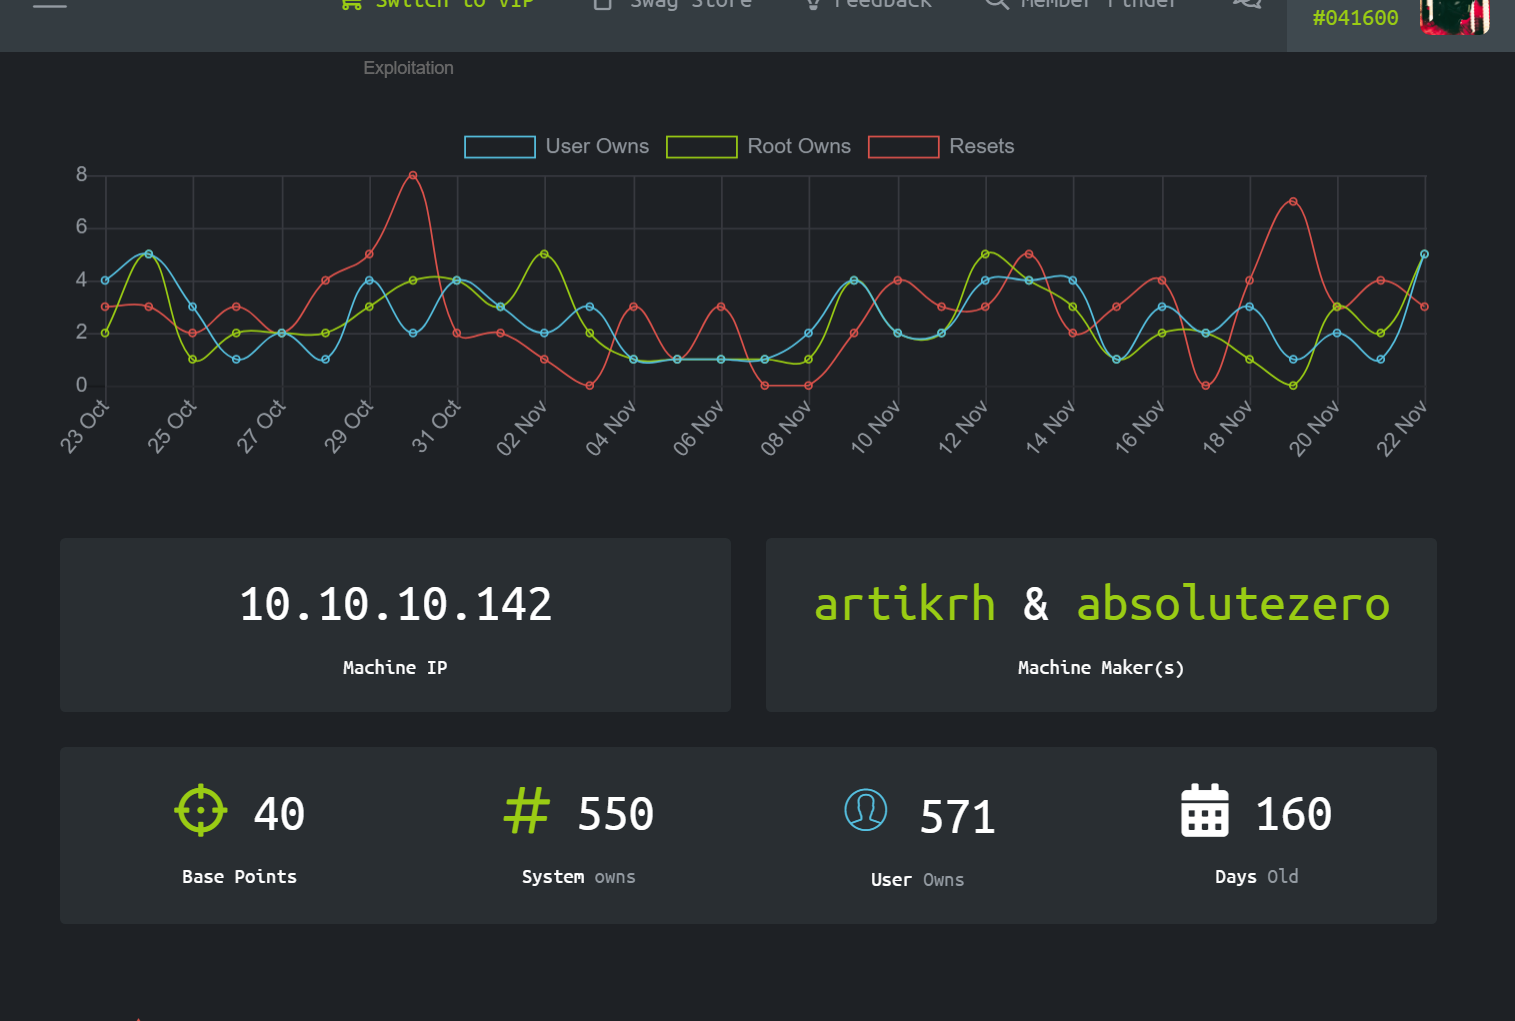 Switch to VIP Swag Store Feedback Member Finder
#041600
Exploitation
User Owns Root Owns Resets
8
6
4
2
0
23 Oct 25 Oct 27 Oct 29 Oct 31 Oct 02 Nov 04 Nov 06 Nov 08 Nov 10 Nov 12 Nov 14 Nov 16 Nov 18 Nov 20 Nov 22 Nov
10.10.10.142
Machine IP
artikrh & absolutezero
Machine Maker(s)
40
Base Points
# 550
System owns
571
User Owns
160
Days Old